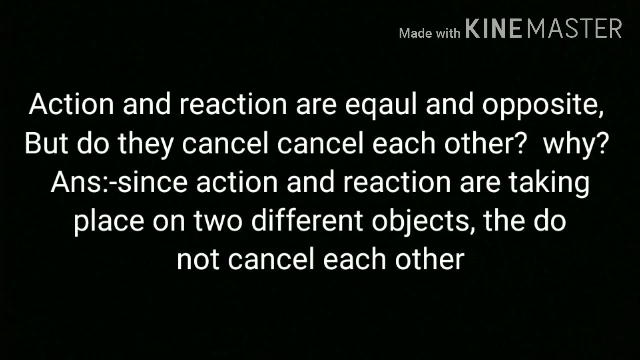 Made with KINEMASTER
Action and reaction are eqaul and opposite,
But do they cancel cancel each other? why?
Ans:-since action and reaction are taking
place on two different objects, the do
not cancel each other